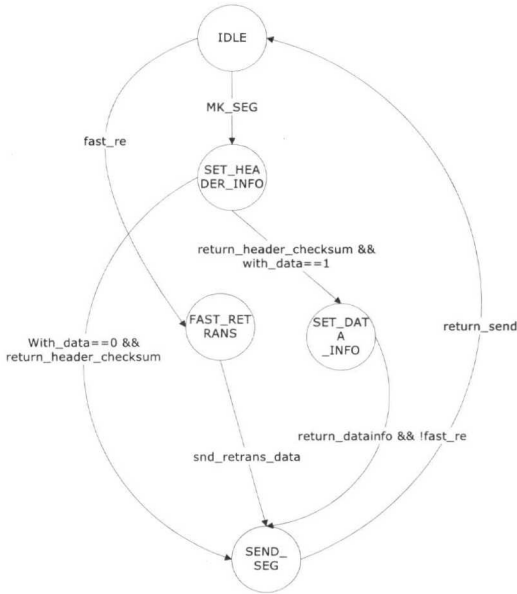 IDLE
MK_SEG
fast_re
SET_HEA
DER_INFO
return_header_checksum &&
with_data==1
FAST_RET
RANS
SET_DAT
A
_INFO
With_data==0 &&
return_header_checksum
return_send
return_datainfo && !fast_re
snd_retrans_data
SEND_
SEG